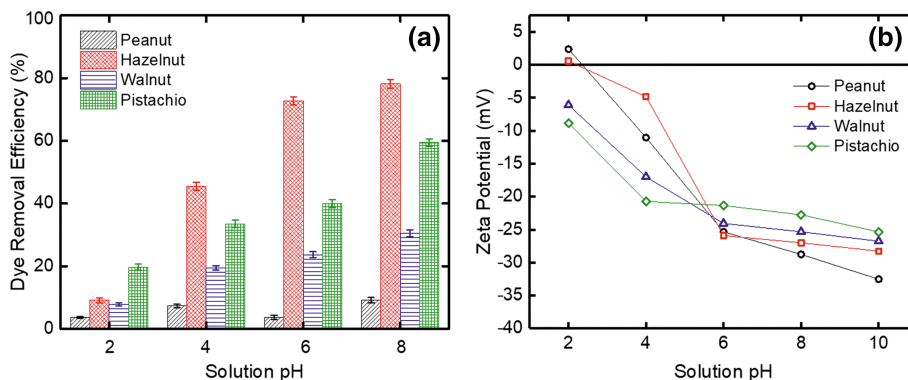 (a)
Peanut
Hazelnut
Walnut
Pistachio
Dye Removal Efficiency (%)
100
80
60
40
20
0
2 4 6 8
Solution pH
(b)
Peanut
Hazelnut
Walnut
Pistachio
Zeta Potential (mV)
5
0
-5
-10
-15
-20
-25
-30
-35
-40
2 4 6 8 10
Solution pH